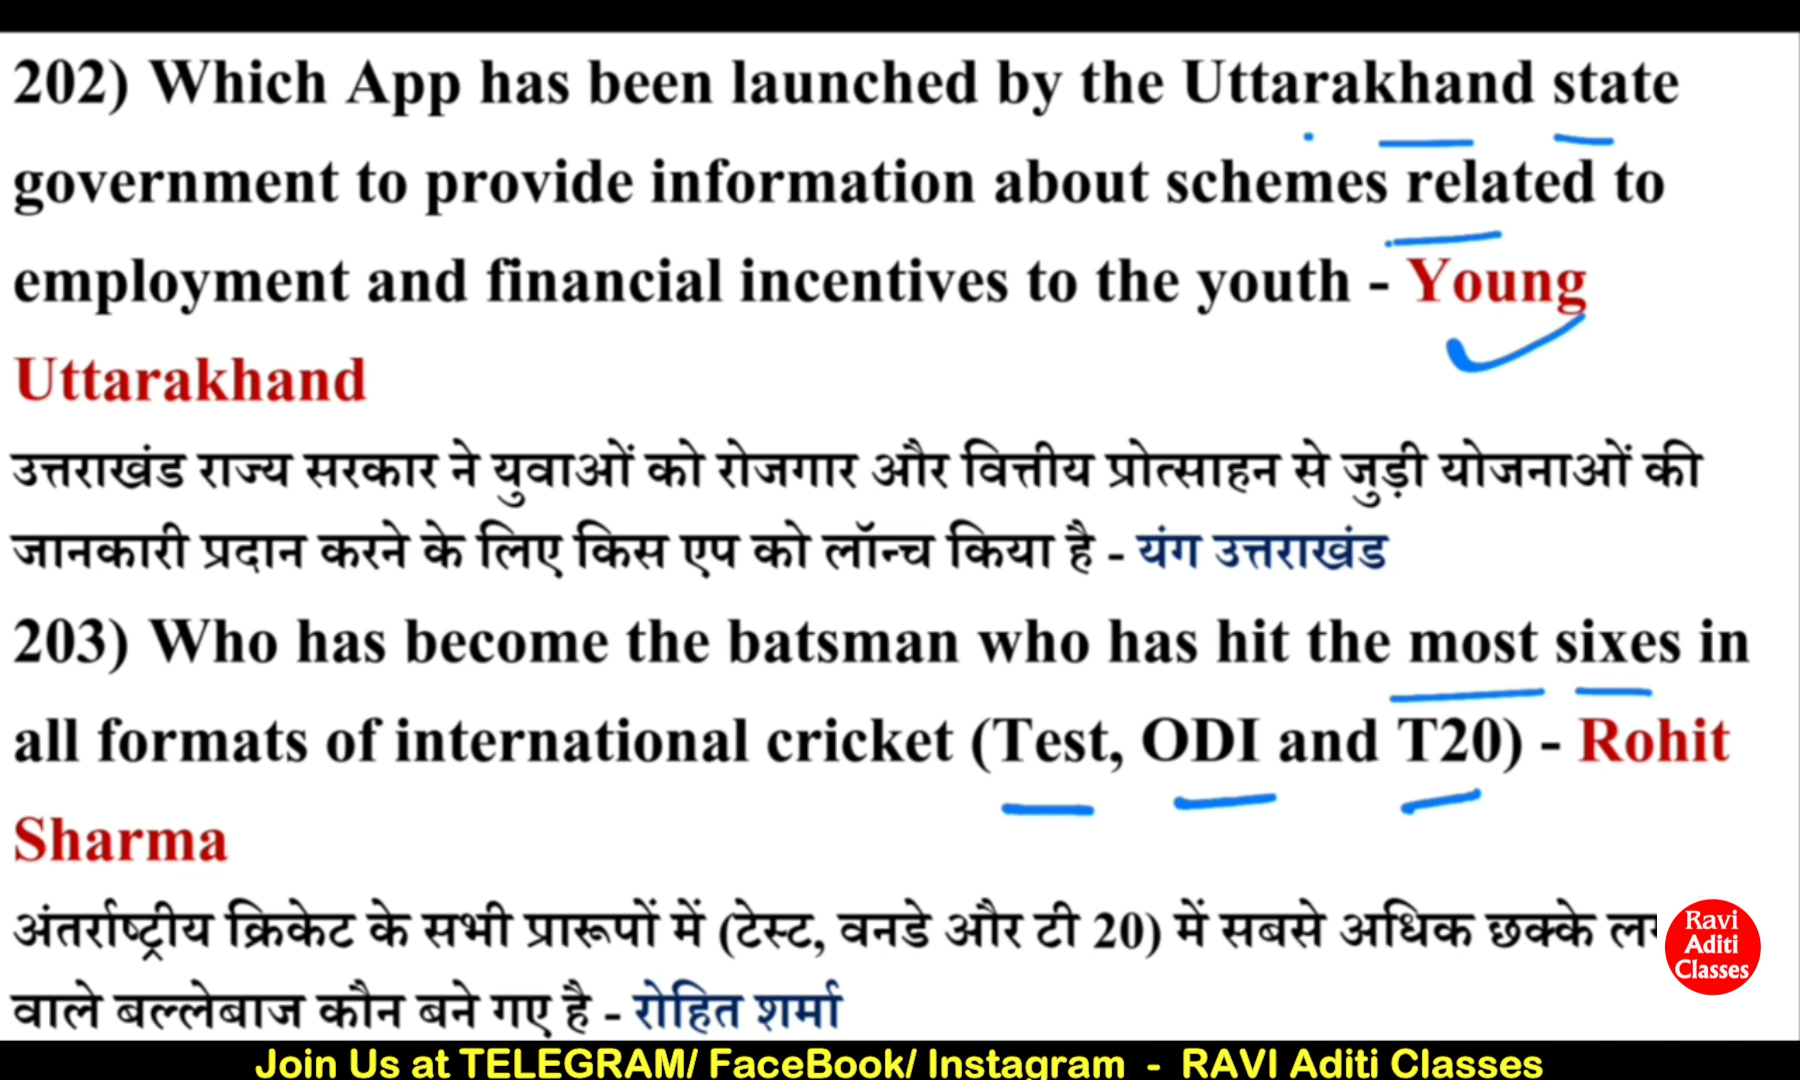 202) Which App has been launched by the Uttarakhand state
government to provide information about schemes related to
employment and financial incentives to the youth - Young
Uttarakhand
उत्तराखंड राज्य सरकार ने युवाओं को रोजगार और वित्तीय प्रोत्साहन से जुड़ी योजनाओं की
जानकारी प्रदान करने के लिए किस एप को लॉन्च किया है - यंग उत्तराखंड
203) Who has become the batsman who has hit the most sixes in
all formats of international cricket (Test, ODI and T20) - Rohit
Sharma
अंतर्राष्ट्रीय क्रिकेट के सभी प्रारूपों में (टेस्ट, वनडे और टी 20) में सबसे अधिक छक्के
वाले बल्लेबाज कौन बने गए है - रोहित शर्मा
Ravi
Aditi
Classes
Join Us at TELEGRAM/ FaceBook/ Instagram - RAVI Aditi Classes